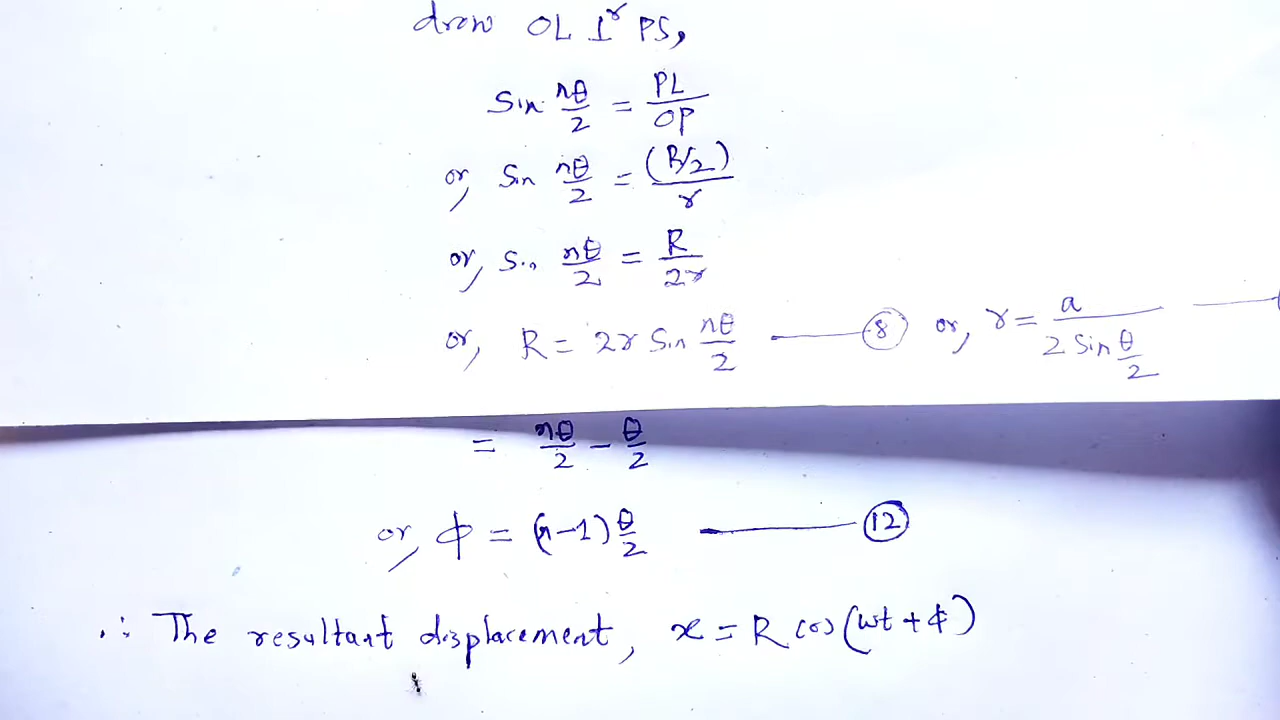 draw OL ⊥r PS,
Sin nθ/2 = PL/OP
or, Sin nθ/2 = (R/2)/r
or, Sin nθ/2 = R/2r
or, R = 2r Sin nθ/2 —— (8) or, r = a/(2 Sin θ/2) ——
= nθ/2 - θ/2
or, ϕ = (n-1) θ/2 —— (12)
∴ The resultant displacement, x = R cos(ωt + ϕ)